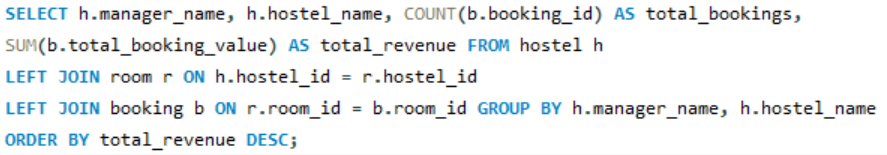 SELECT h.manager_name, h.hostel_name, COUNT(b.booking_id) AS total_bookings,
SUM(b.total_booking_value) AS total_revenue FROM hostel h
LEFT JOIN room r ON h.hostel_id = r.hostel_id
LEFT JOIN booking b ON r.room_id = b.room_id GROUP BY h.manager_name, h.hostel_name
ORDER BY total_revenue DESC;